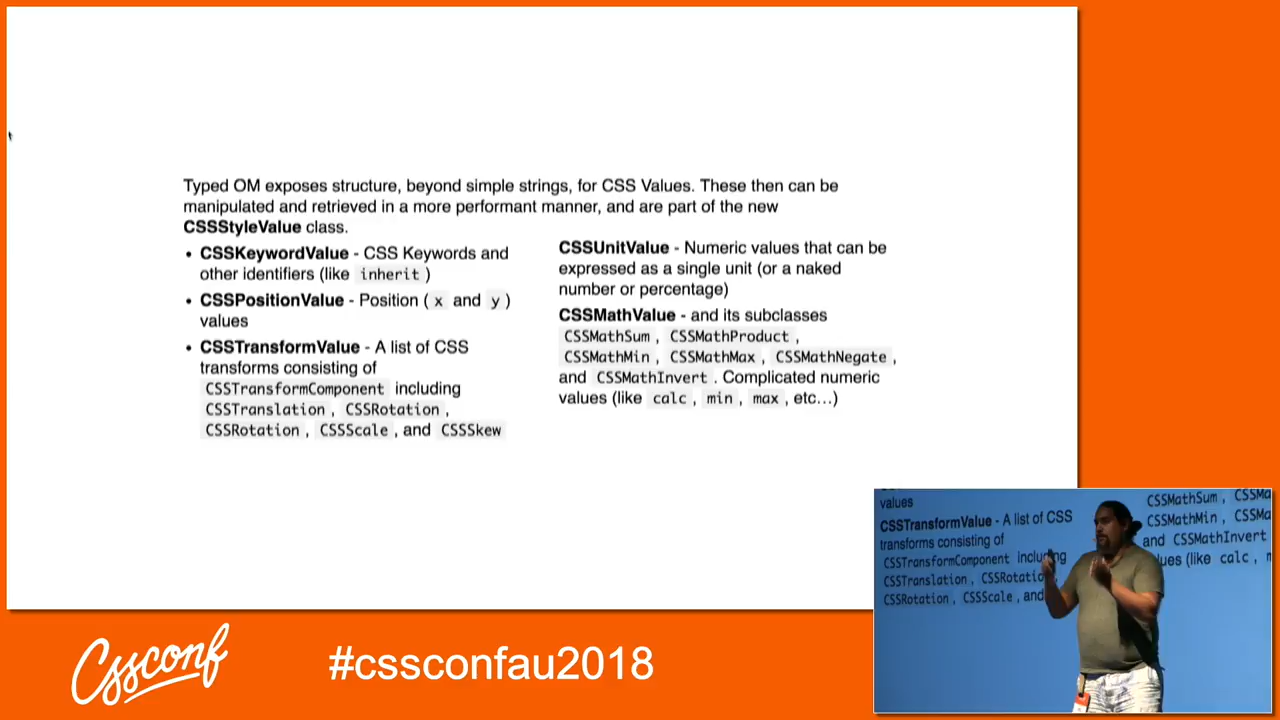 Typed OM exposes structure, beyond simple strings, for CSS Values. These then can be
manipulated and retrieved in a more performant manner, and are part of the new
CSSStyleValue class.
• CSSKeywordValue - CSS Keywords and
other identifiers (like inherit )
• CSSPositionValue - Position ( x and y )
values
• CSSTransformValue - A list of CSS
transforms consisting of
CSSTransformComponent including
CSSTranslation , CSSRotation ,
CSSRotation , CSSScale , and CSSSkew
CSSUnitValue - Numeric values that can be
expressed as a single unit (or a naked
number or percentage)
CSSMathValue - and its subclasses
CSSMathSum , CSSMathProduct ,
CSSMathMin , CSSMathMax , CSSMathNegate ,
and CSSMathInvert . Complicated numeric
values (like calc , min , max , etc...)
values
CSSTransformValue - A list of CSS
transforms consisting of
CSSTransformComponent including
CSSTranslation , CSSRotatio
CSSRotation , CSSScale , and
CSSMathSum , CSSMa
CSSMathMin , CSSMa
and CSSMathInvert
lues (like calc , m
cssconf
#cssconfau2018